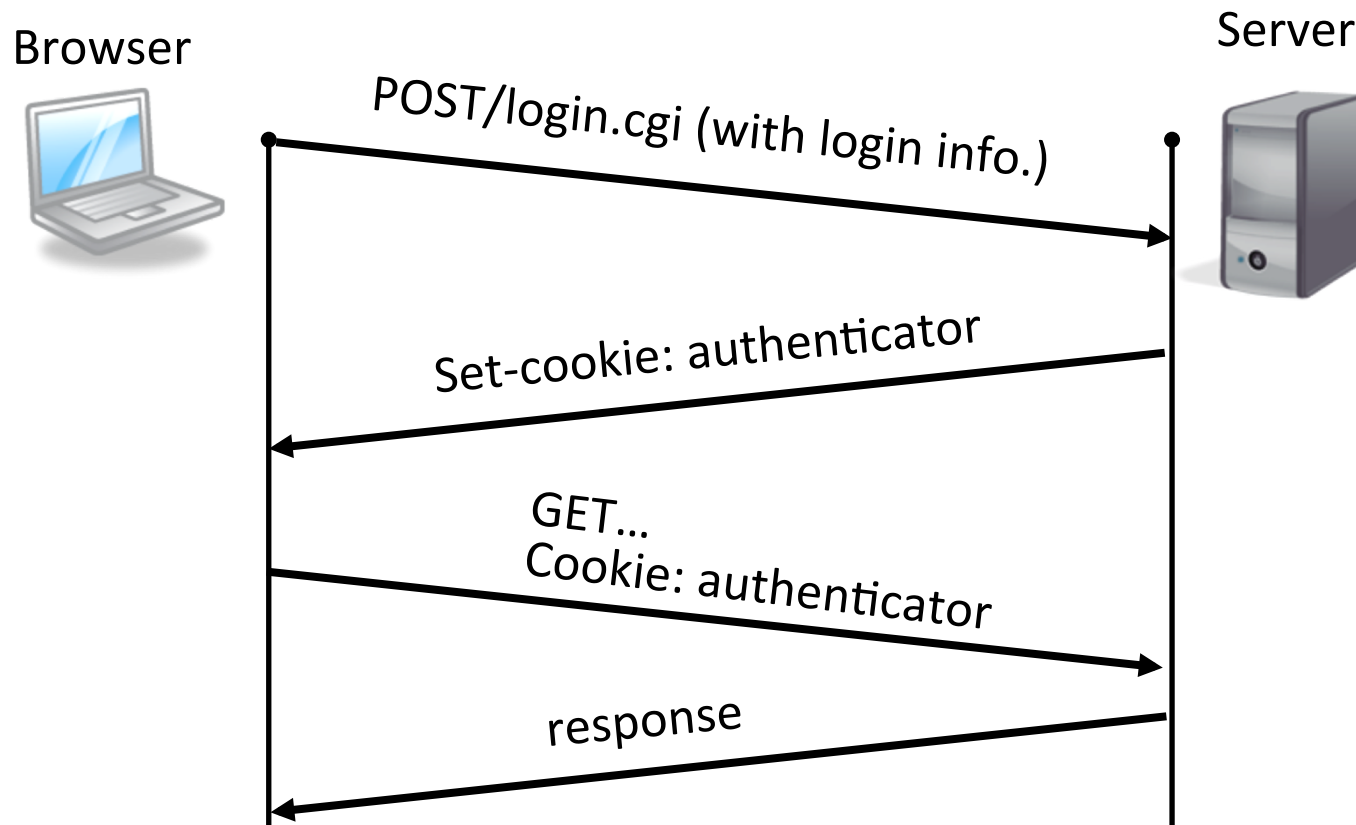 Browser
Server
POST/login.cgi (with login info.)
Set-cookie: authenticator
GET...
Cookie: authenticator
response